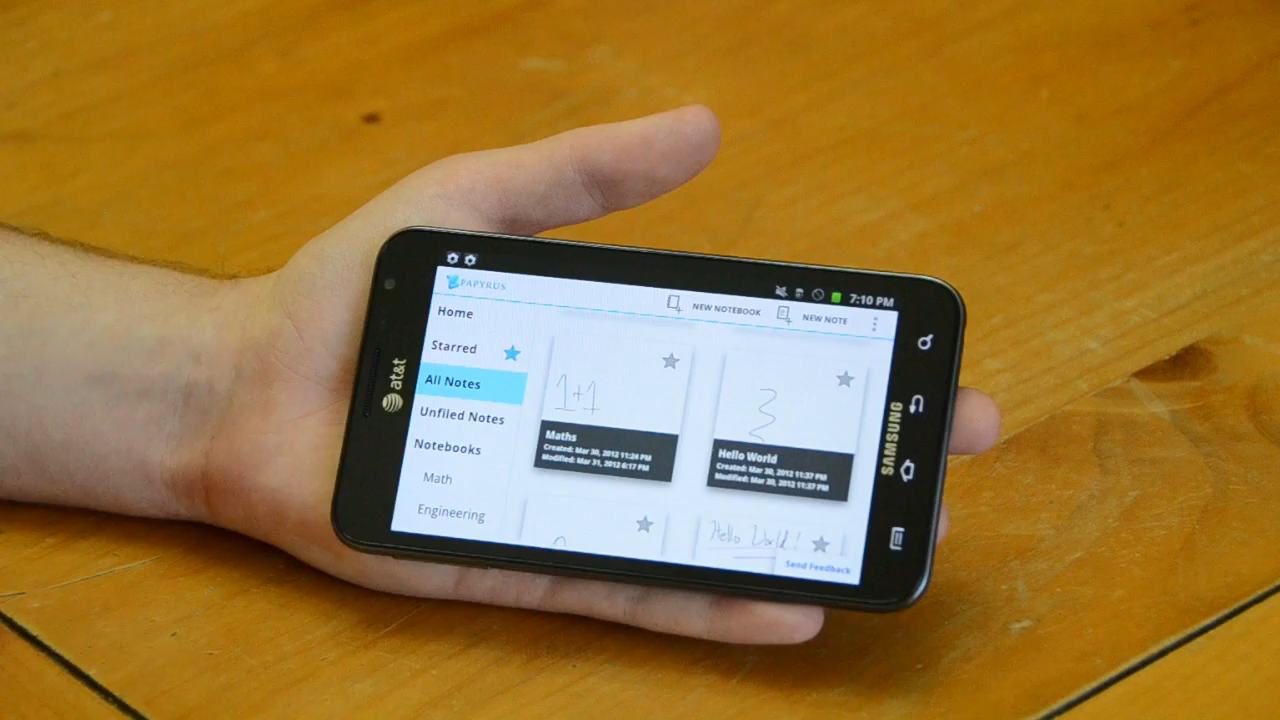 7:10 PM
PAPYRUS
NEW NOTEBOOK
NEW NOTE
Home
Starred
All Notes
Unfiled Notes
Notebooks
Math
Engineering
1+1
Maths
Created: Mar 30, 2012 11:24 PM
Modified: Mar 31, 2012 6:17 PM
Hello World
Created: Mar 30, 2012 11:37 PM
Modified: Mar 30, 2012 11:37 PM
Hello World!
Send Feedback
at&t
SAMSUNG